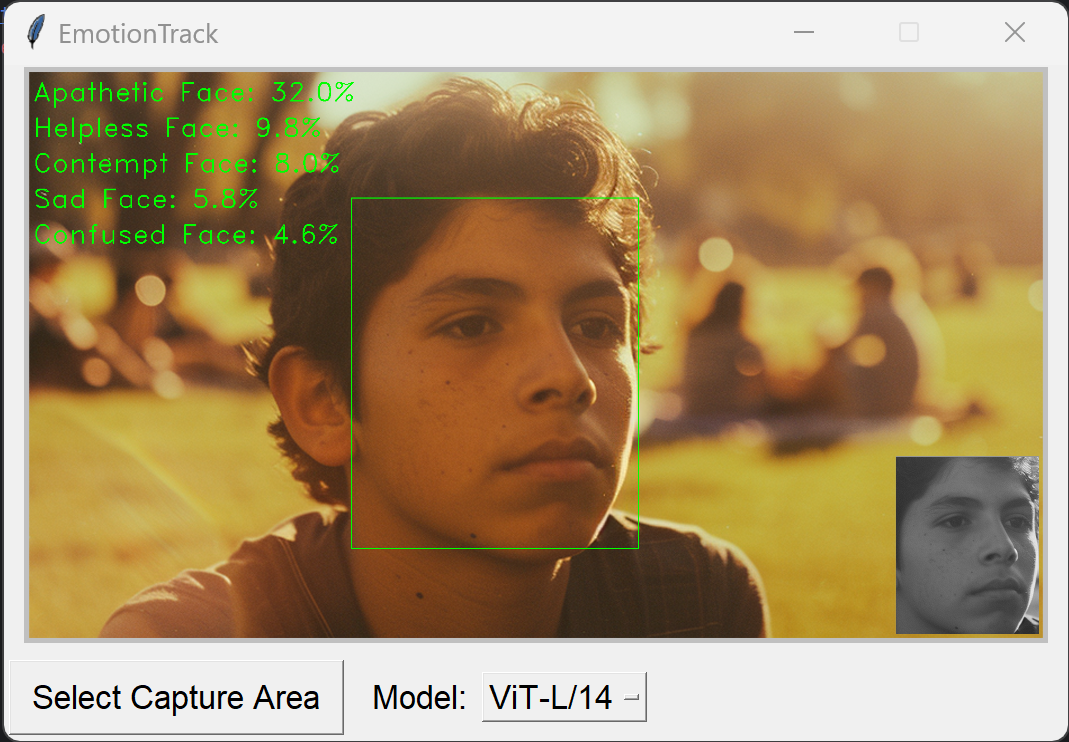 EmotionTrack
Apathetic Face: 32.0%
Helpless Face: 9.8%
Contempt Face: 8.0%
Sad Face: 5.8%
Confused Face: 4.6%
Select Capture Area
Model: ViT-L/14